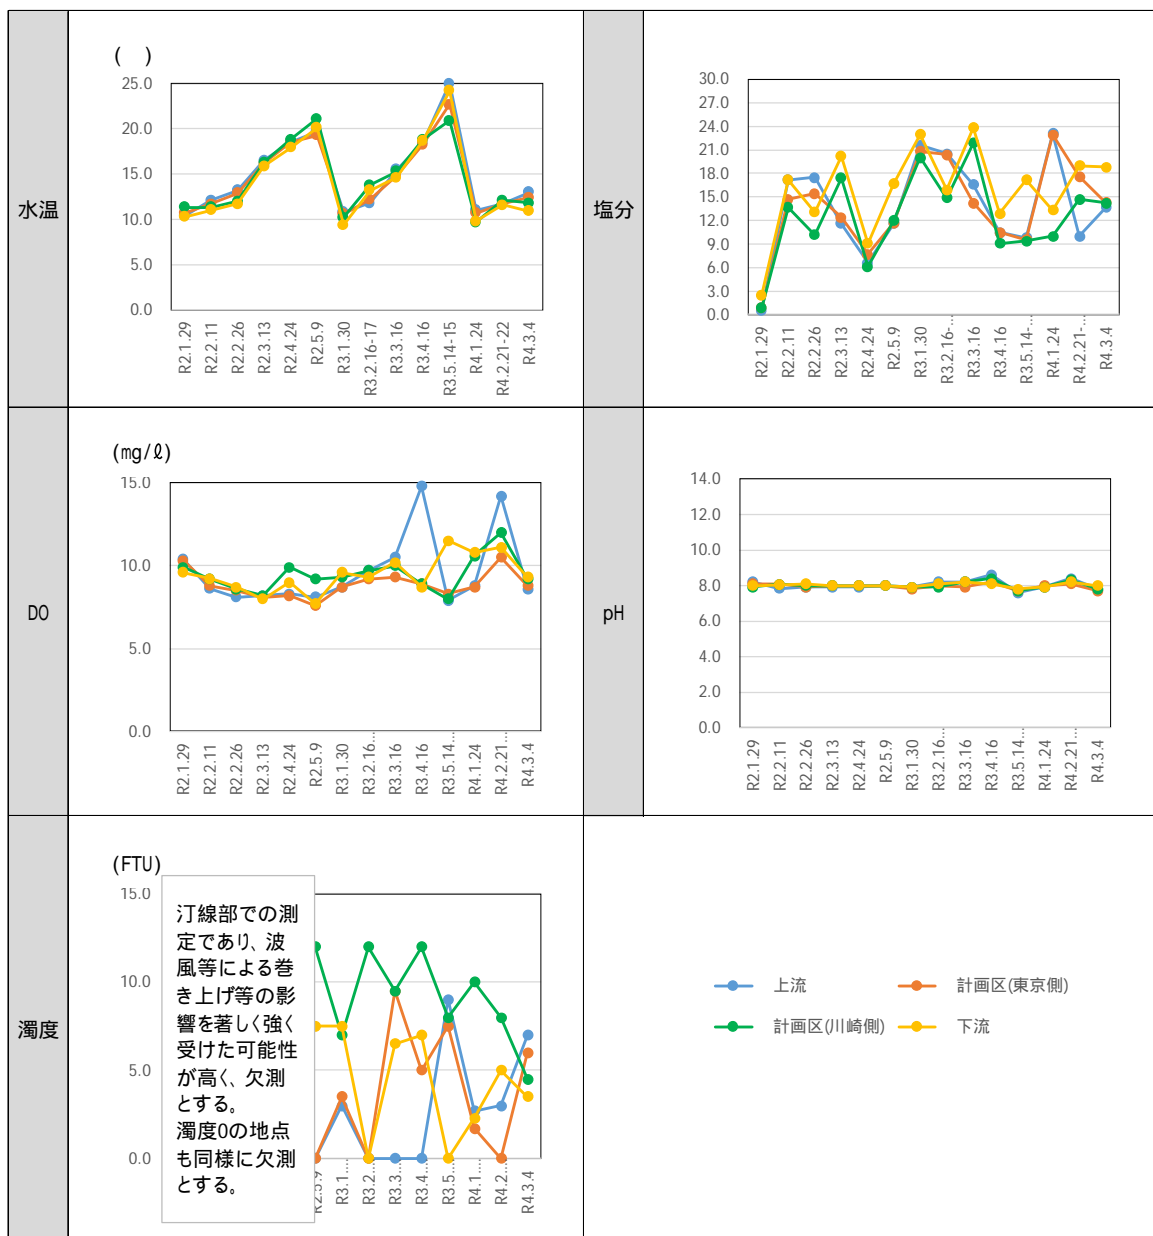 水温
( )
25.0
20.0
15.0
10.0
5.0
0.0
R2.1.29
R2.2.11
R2.2.26
R2.3.13
R2.4.24
R2.5.9
R3.1.30
R3.2.16-17
R3.3.16
R3.4.16
R3.5.14-15
R4.1.24
R4.2.21-22
R4.3.4
塩分
30.0
27.0
24.0
21.0
18.0
15.0
12.0
9.0
6.0
3.0
0.0
R2.1.29
R2.2.11
R2.2.26
R2.3.13
R2.4.24
R2.5.9
R3.1.30
R3.2.16-…
R3.3.16
R3.4.16
R3.5.14-…
R4.1.24
R4.2.21-…
R4.3.4
DO
(mg/ℓ)
15.0
10.0
5.0
0.0
R2.1.29
R2.2.11
R2.2.26
R2.3.13
R2.4.24
R2.5.9
R3.1.30
R3.2.16…
R3.3.16
R3.4.16
R3.5.14…
R4.1.24
R4.2.21…
R4.3.4
pH
14.0
12.0
10.0
8.0
6.0
4.0
2.0
0.0
R2.1.29
R2.2.11
R2.2.26
R2.3.13
R2.4.24
R2.5.9
R3.1.30
R3.2.16…
R3.3.16
R3.4.16
R3.5.14…
R4.1.24
R4.2.21…
R4.3.4
濁度
(FTU)
15.0
10.0
5.0
0.0
汀線部での測
定であり、波
風等による巻
き上げ等の影
響を著しく強く
受けた可能性
が高く、欠測
とする。
濁度0の地点
も同様に欠測
とする。
R2.5.9
R3.1…
R3.2…
R3.3…
R3.4…
R3.5…
R4.1…
R4.2…
R4.3.4
上流
計画区(東京側)
計画区(川崎側)
下流